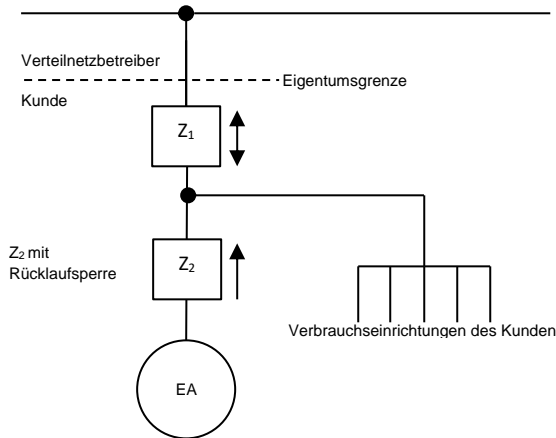 Verteilnetzbetreiber
Eigentumsgrenze
Kunde
Z1
Z2 mit
Rücklaufsperre
Z2
Verbrauchseinrichtungen des Kunden
EA